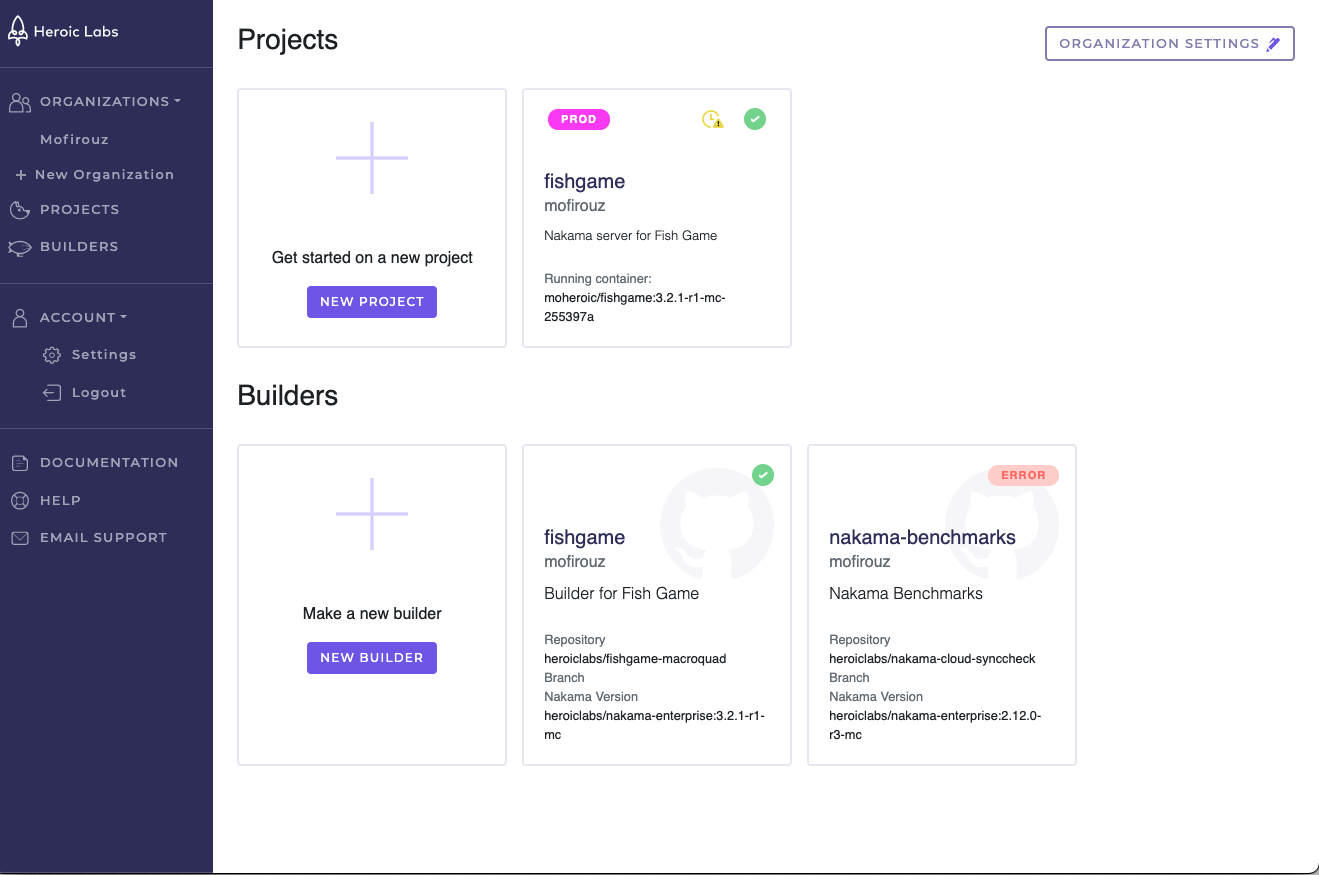 Heroic Labs
ORGANIZATIONS
Mofirouz
+ New Organization
PROJECTS
BUILDERS
ACCOUNT
Settings
Logout
DOCUMENTATION
HELP
EMAIL SUPPORT
Projects
ORGANIZATION SETTINGS
Get started on a new project
NEW PROJECT
PROD
fishgame
mofirouz
Nakama server for Fish Game
Running container:
moheroic/fishgame:3.2.1-r1-mc-
255397a
Builders
Make a new builder
NEW BUILDER
fishgame
mofirouz
Builder for Fish Game
Repository
heroiclabs/fishgame-macroquad
Branch
Nakama Version
heroiclabs/nakama-enterprise:3.2.1-r1-
mc
ERROR
nakama-benchmarks
mofirouz
Nakama Benchmarks
Repository
heroiclabs/nakama-cloud-synccheck
Branch
Nakama Version
heroiclabs/nakama-enterprise:2.12.0-
r3-mc